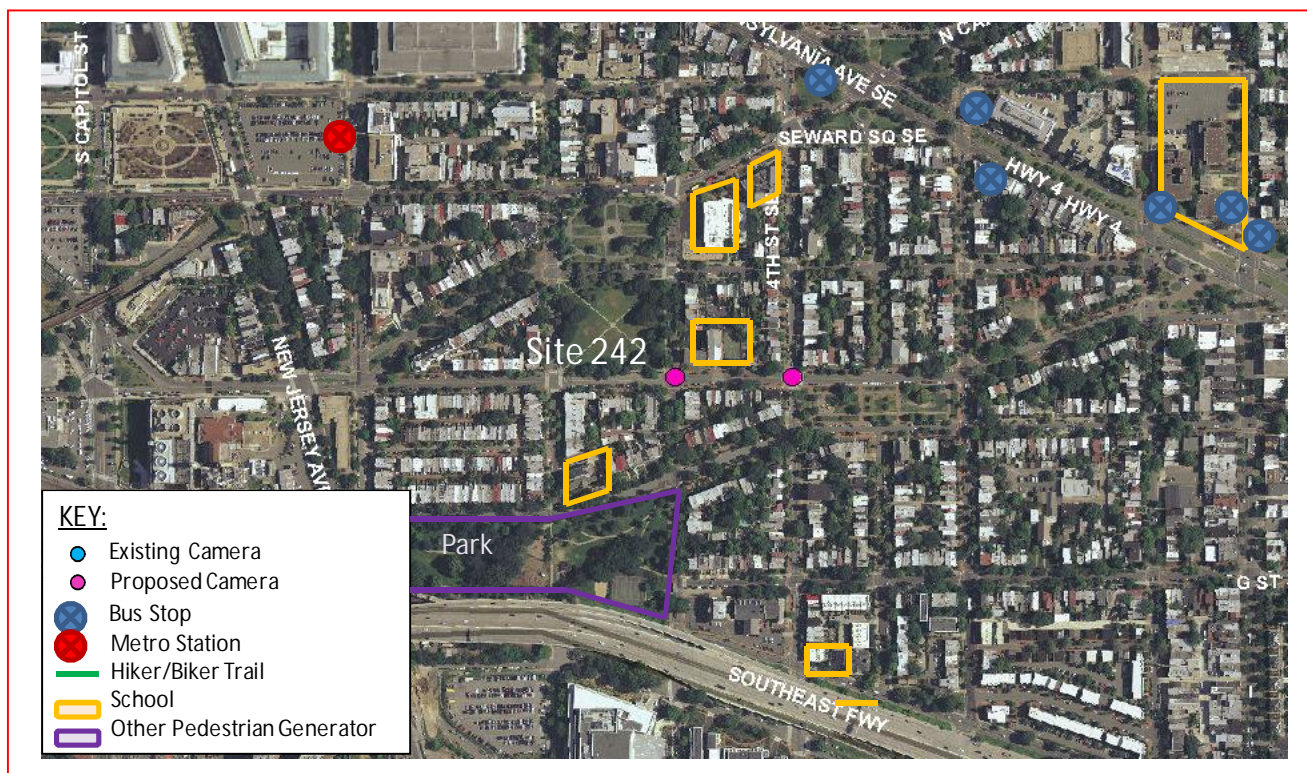 S CAPITOL ST S
SYLVANIA AVE SE
N CA
SEWARD SQ SE
HWY 4
HWY 4
4TH ST SE
Site 242
NEW JERSEY AVE
Park
G ST
SOUTHEAST FWY
KEY:
Existing Camera
Proposed Camera
Bus Stop
Metro Station
Hiker/Biker Trail
School
Other Pedestrian Generator